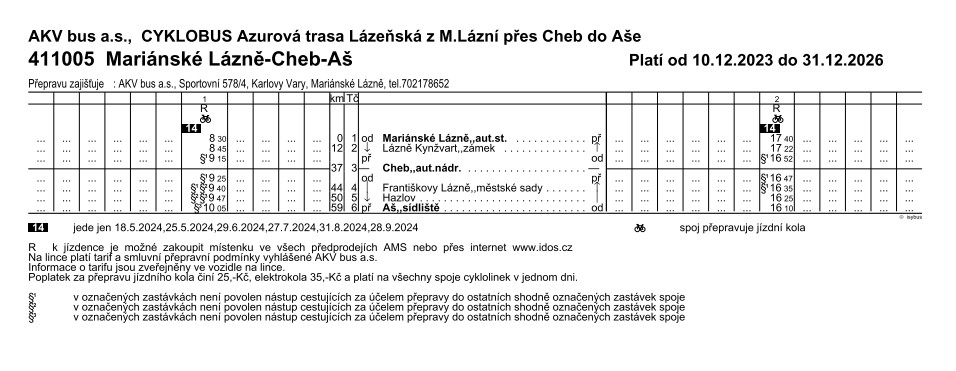 AKV bus a.s., CYKLOBUS Azurová trasa Lázeňská z M.Lázní přes Cheb do Aše
411005 Mariánské Lázně-Cheb-Aš Platí od 10.12.2023 do 31.12.2026
Přepravu zajišťuje : AKV bus a.s., Sportovní 578/4, Karlovy Vary, Mariánské Lázně, tel.702178652
1 km Tč 2
R R
14 14
... ... ... ... ... 8 30 ... ... ... 0 1 od Mariánské Lázně,,aut.st. . . . . . . . . . . . . . př ... ... ... ... ... 17 40 ... ... ... ...
... ... ... ... ... 8 45 ... ... ... 12 2 ↓ Lázně Kynžvart,,zámek . . . . . . . . . . . . . . ↑ ... ... ... ... ... 17 22 ... ... ... ...
... ... ... ... ... §¹9 15 ... ... ... př od ... ... ... ... ... §¹16 52 ... ... ... ...
37 3 Cheb,,aut.nádr. . . . . . . . . . . . . . . . . . . .
... ... ... ... ... §¹9 25 ... ... ... od př ... ... ... ... ... §¹16 47 ... ... ... ...
... ... ... ... ... 9 40 ... ... ... 44 4 Františkovy Lázně,,městské sady . . . . . . . ... ... ... ... ... 16 35 ... ... ... ...
... ... ... ... ... 9 47 ... ... ... 50 5 ↓ Hazlov . . . . . . . . . . . . . . . . . . . . . . . . . . ... ... ... ... ... 16 25 ... ... ... ...
... ... ... ... ... 10 05 ... ... ... 59 6 př Aš,,sídliště . . . . . . . . . . . . . . . . . . . . . . . od ... ... ... ... ... 16 10 ... ... ... ...
© isybus
14 jede jen 18.5.2024,25.5.2024,29.6.2024,27.7.2024,31.8.2024,28.9.2024 spoj přepravuje jízdní kola
R k jízdence je možné zakoupit místenku ve všech předprodejích AMS nebo přes internet www.idos.cz
Na lince platí tarif a smluvní přepravní podmínky vyhlášené AKV bus a.s.
Informace o tarifu jsou zveřejněny ve vozidle na lince.
Poplatek za přepravu jízdního kola činí 25,-Kč, elektrokola 35,-Kč a platí na všechny spoje cyklolinek v jednom dni.
§¹ v označených zastávkách není povolen nástup cestujících za účelem přepravy do ostatních shodně označených zastávek spoje
§² v označených zastávkách není povolen nástup cestujících za účelem přepravy do ostatních shodně označených zastávek spoje
§³ v označených zastávkách není povolen nástup cestujících za účelem přepravy do ostatních shodně označených zastávek spoje